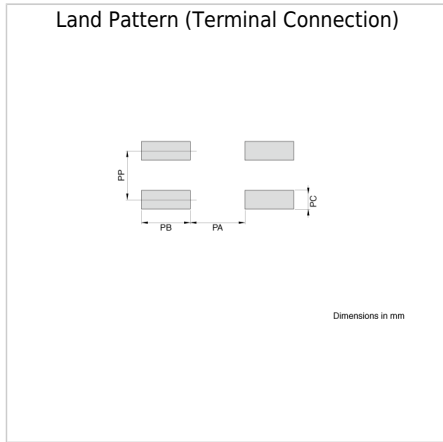 Land Pattern (Terminal Connection)
PP
PC
PB
PA
Dimensions in mm